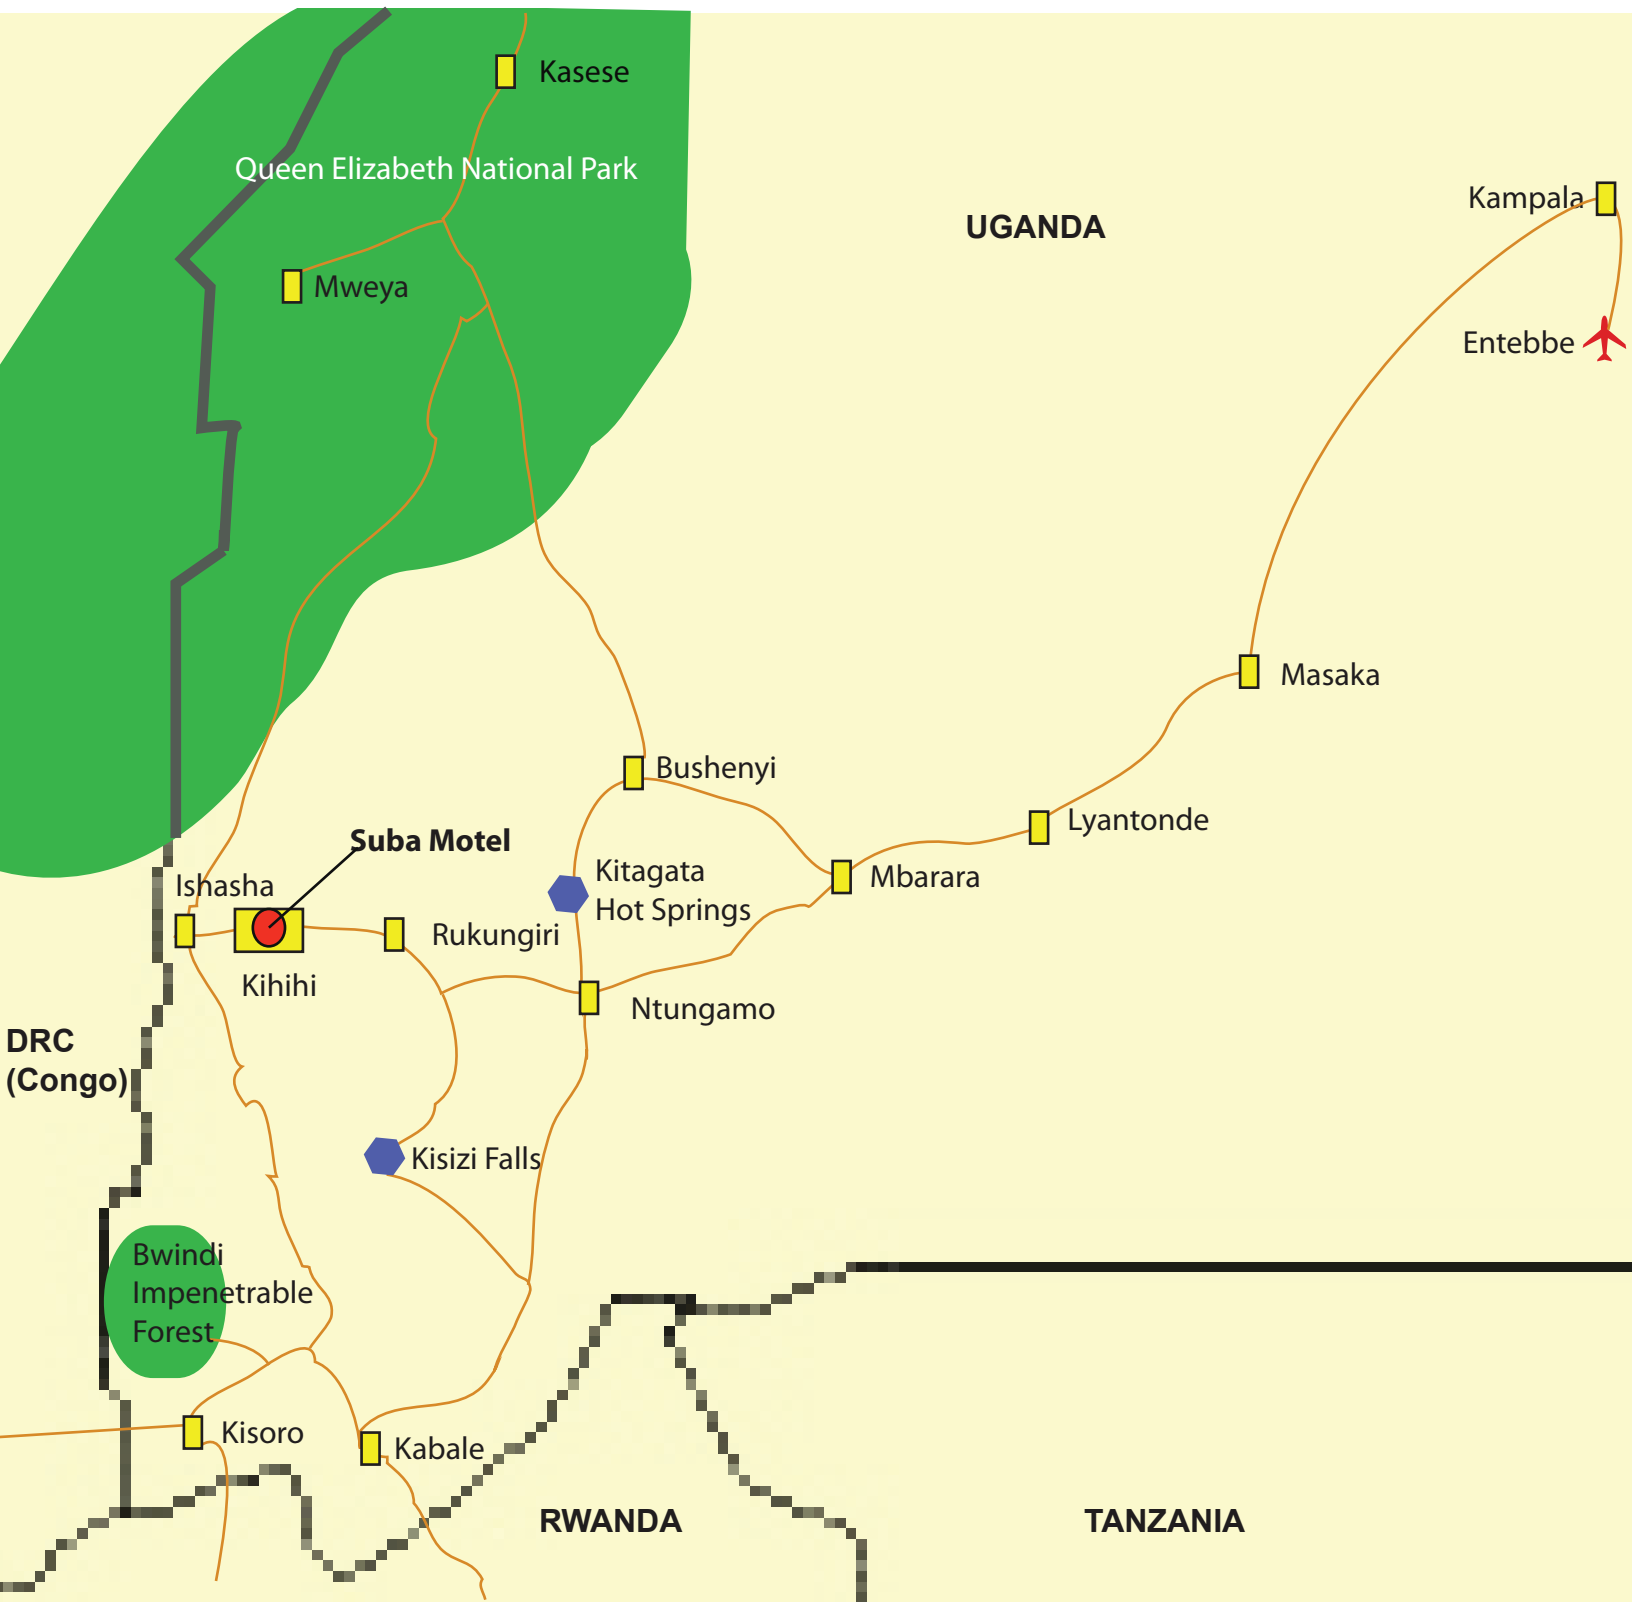 Kasese
Queen Elizabeth National Park
Kampala
UGANDA
Mweya
Entebbe
Masaka
Bushenyi
Lyantonde
Suba Motel
Kitagata
Hot Springs
Mbarara
Ishasha
Rukungiri
Kihihi
Ntungamo
DRC
(Congo)
Kisizi Falls
Bwindi
Impenetrable
Forest
Kisoro
Kabale
RWANDA
TANZANIA